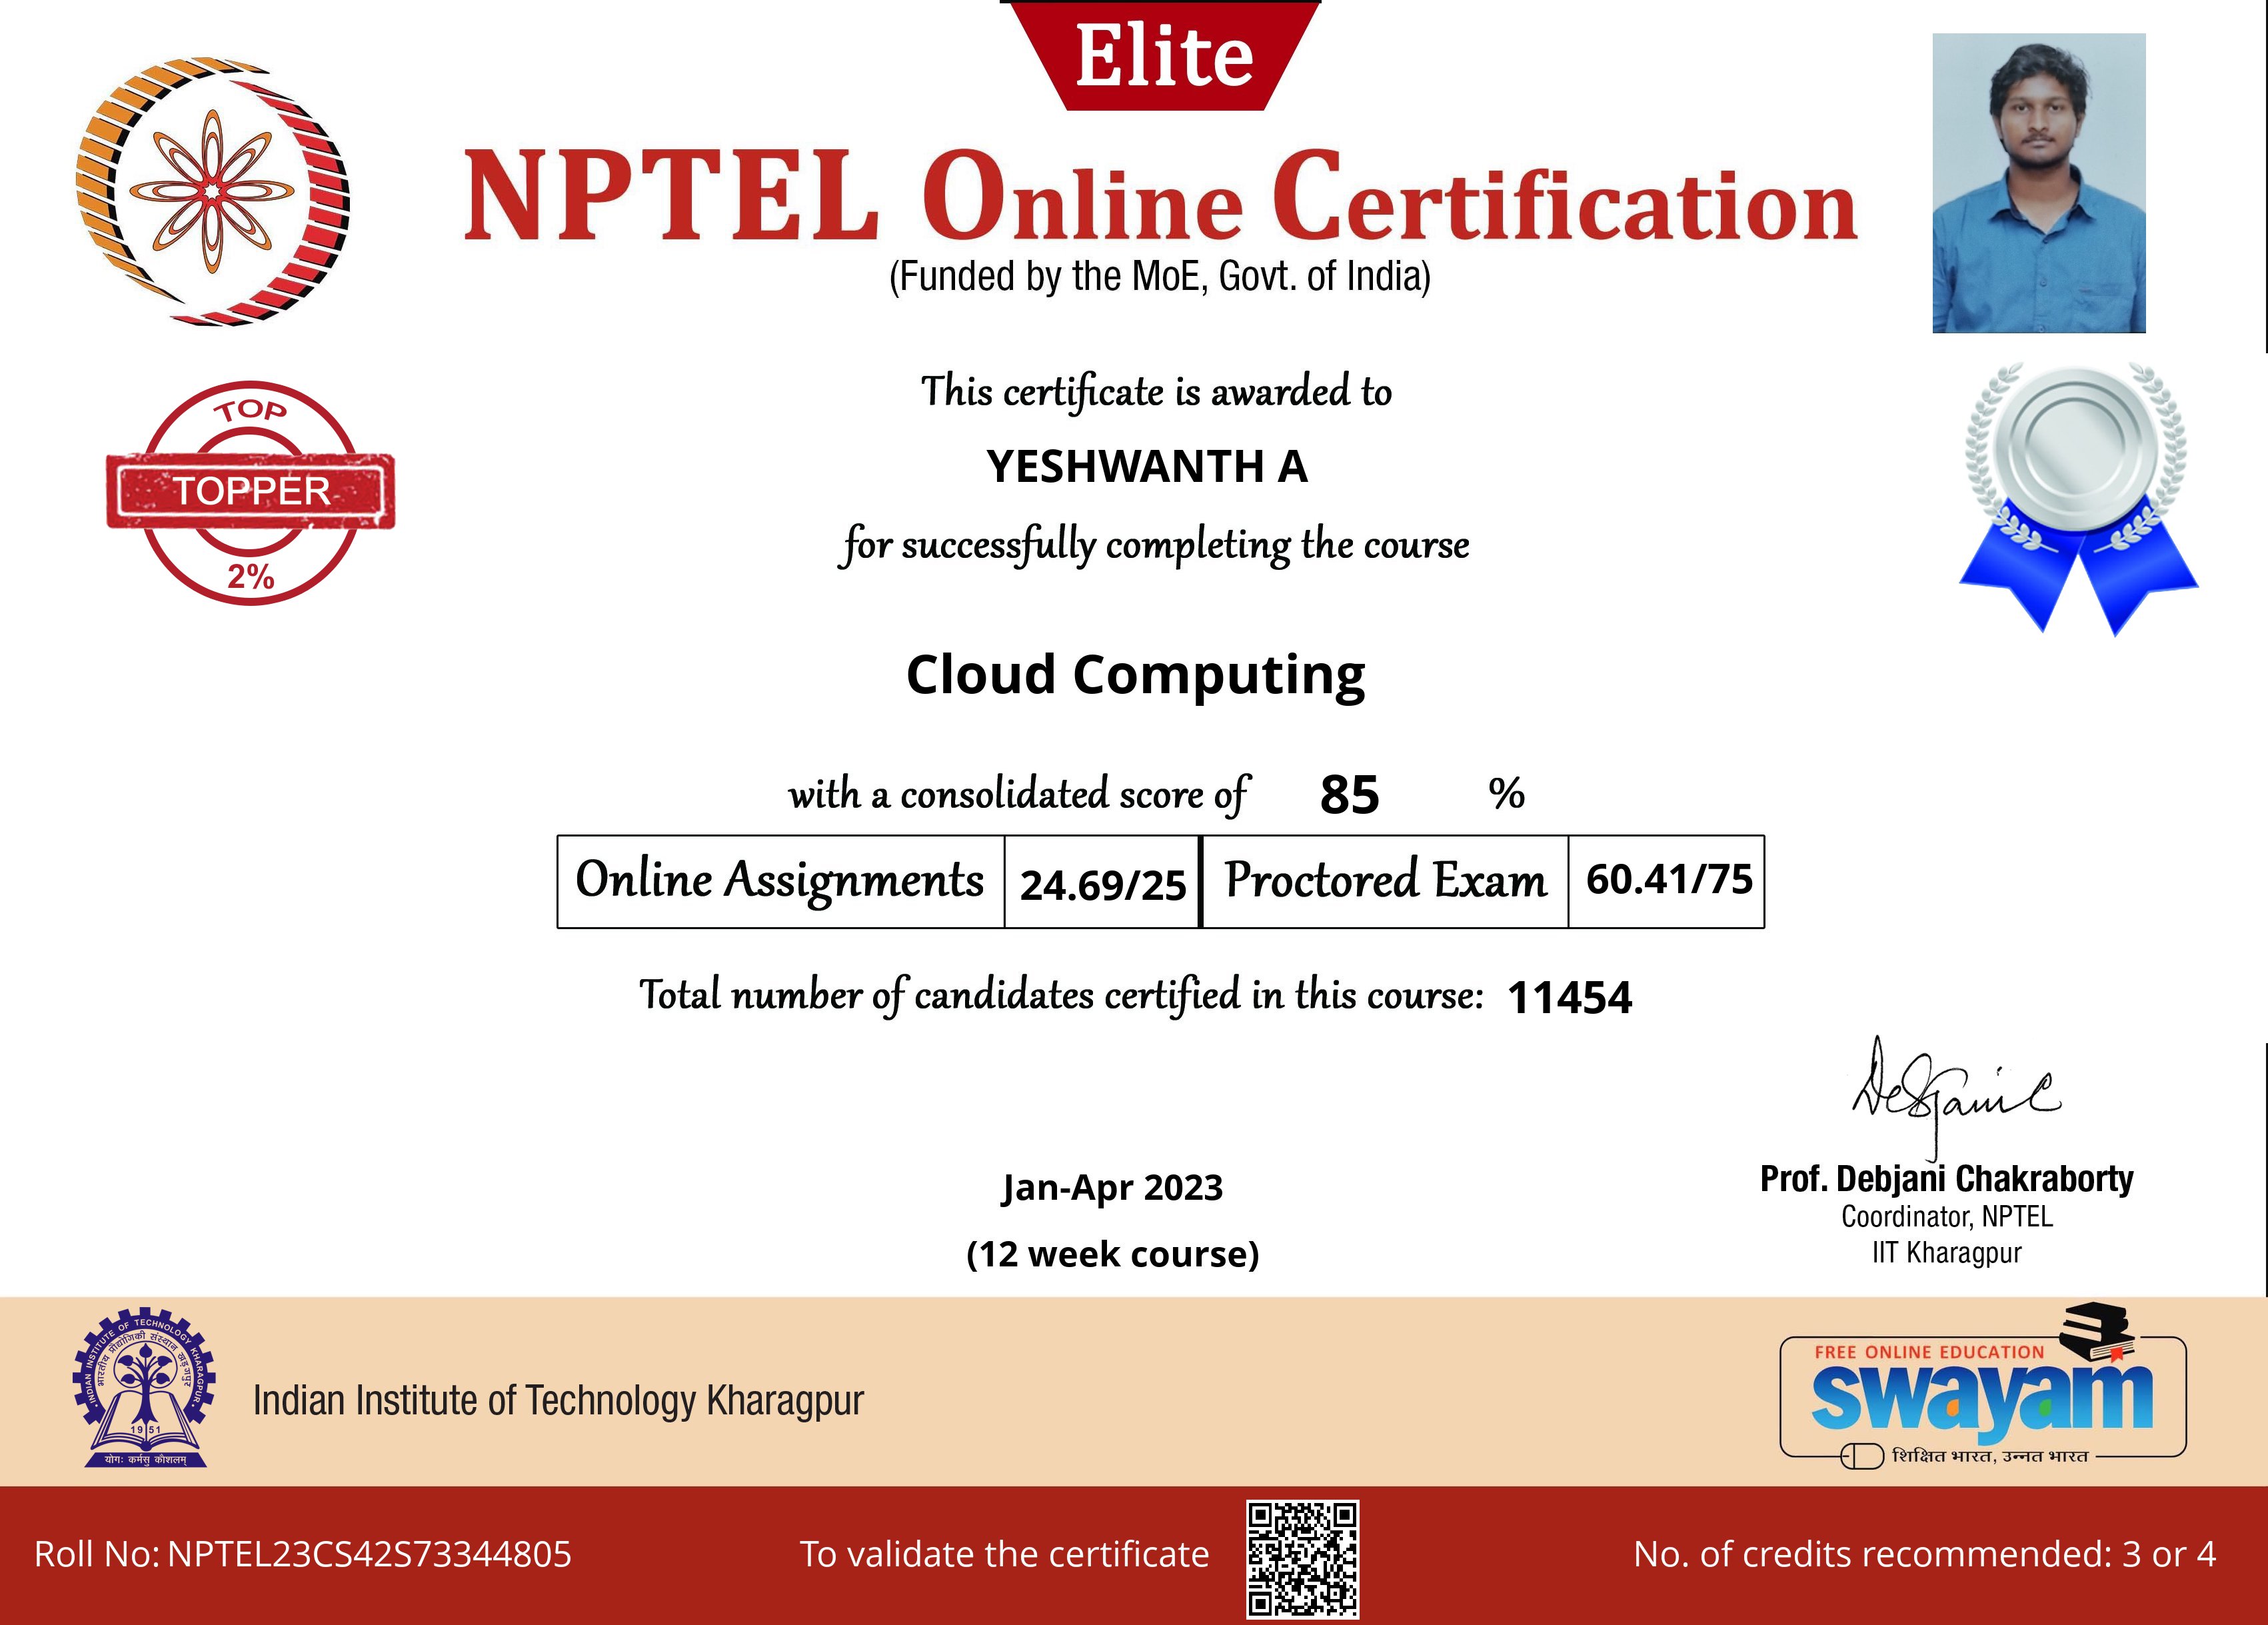 Elite
NPTEL Online Certification
(Funded by the MoE, Govt. of India)
This certificate is awarded to
YESHWANTH A
for successfully completing the course
TOP
TOPPER
2%
Cloud Computing
with a consolidated score of 85 %
Online Assignments 24.69/25 Proctored Exam 60.41/75
Total number of candidates certified in this course: 11454
Jan-Apr 2023
(12 week course)
Prof. Debjani Chakraborty
Coordinator, NPTEL
IIT Kharagpur
INDIAN INSTITUTE OF TECHNOLOGY KHARAGPUR
भारतीय प्रौद्योगिकी संस्थान खड़गपुर
1951
योगः कर्मसु कौशलम्
Indian Institute of Technology Kharagpur
FREE ONLINE EDUCATION
swayam
शिक्षित भारत, उन्नत भारत
Roll No: NPTEL23CS42S73344805
To validate the certificate
No. of credits recommended: 3 or 4